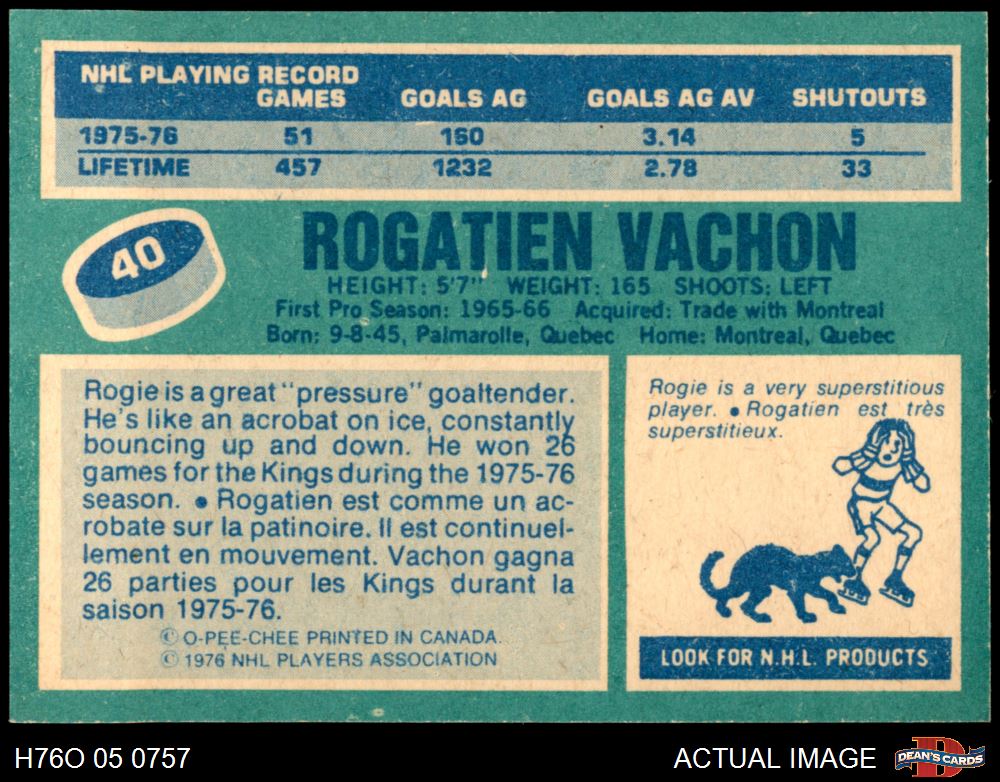 NHL PLAYING RECORD
GAMES GOALS AG GOALS AG AV SHUTOUTS
1975-76 51 160 3.14 5
LIFETIME 457 1232 2.78 33
40
ROGATIEN VACHON
HEIGHT: 5'7" WEIGHT: 165 SHOOTS: LEFT
First Pro Season: 1965-66 Acquired: Trade with Montreal
Born: 9-8-45, Palmarolle, Quebec Home: Montreal, Quebec
Rogie is a great "pressure" goaltender.
He's like an acrobat on ice, constantly
bouncing up and down. He won 26
games for the Kings during the 1975-76
season. • Rogatien est comme un ac-
robate sur la patinoire. Il est continuel-
lement en mouvement. Vachon gagna
26 parties pour les Kings durant la
saison 1975-76.
© O-PEE-CHEE PRINTED IN CANADA.
© 1976 NHL PLAYERS ASSOCIATION
Rogie is a very superstitious
player. • Rogatien est très
superstitieux.
LOOK FOR N.H.L. PRODUCTS
H76O 05 0757
ACTUAL IMAGE
D
DEAN'S CARDS